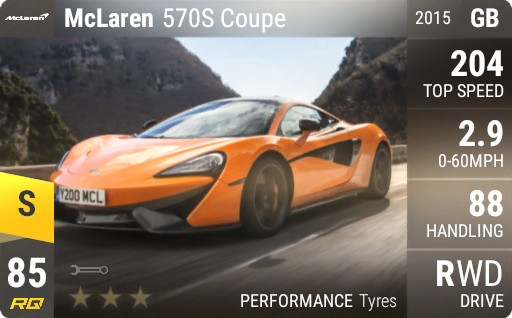 McLaren
McLaren 570S Coupe
2015 GB
204
TOP SPEED
2.9
0-60MPH
88
HANDLING
RWD
DRIVE
S
85
RQ
Y200 MCL
PERFORMANCE Tyres